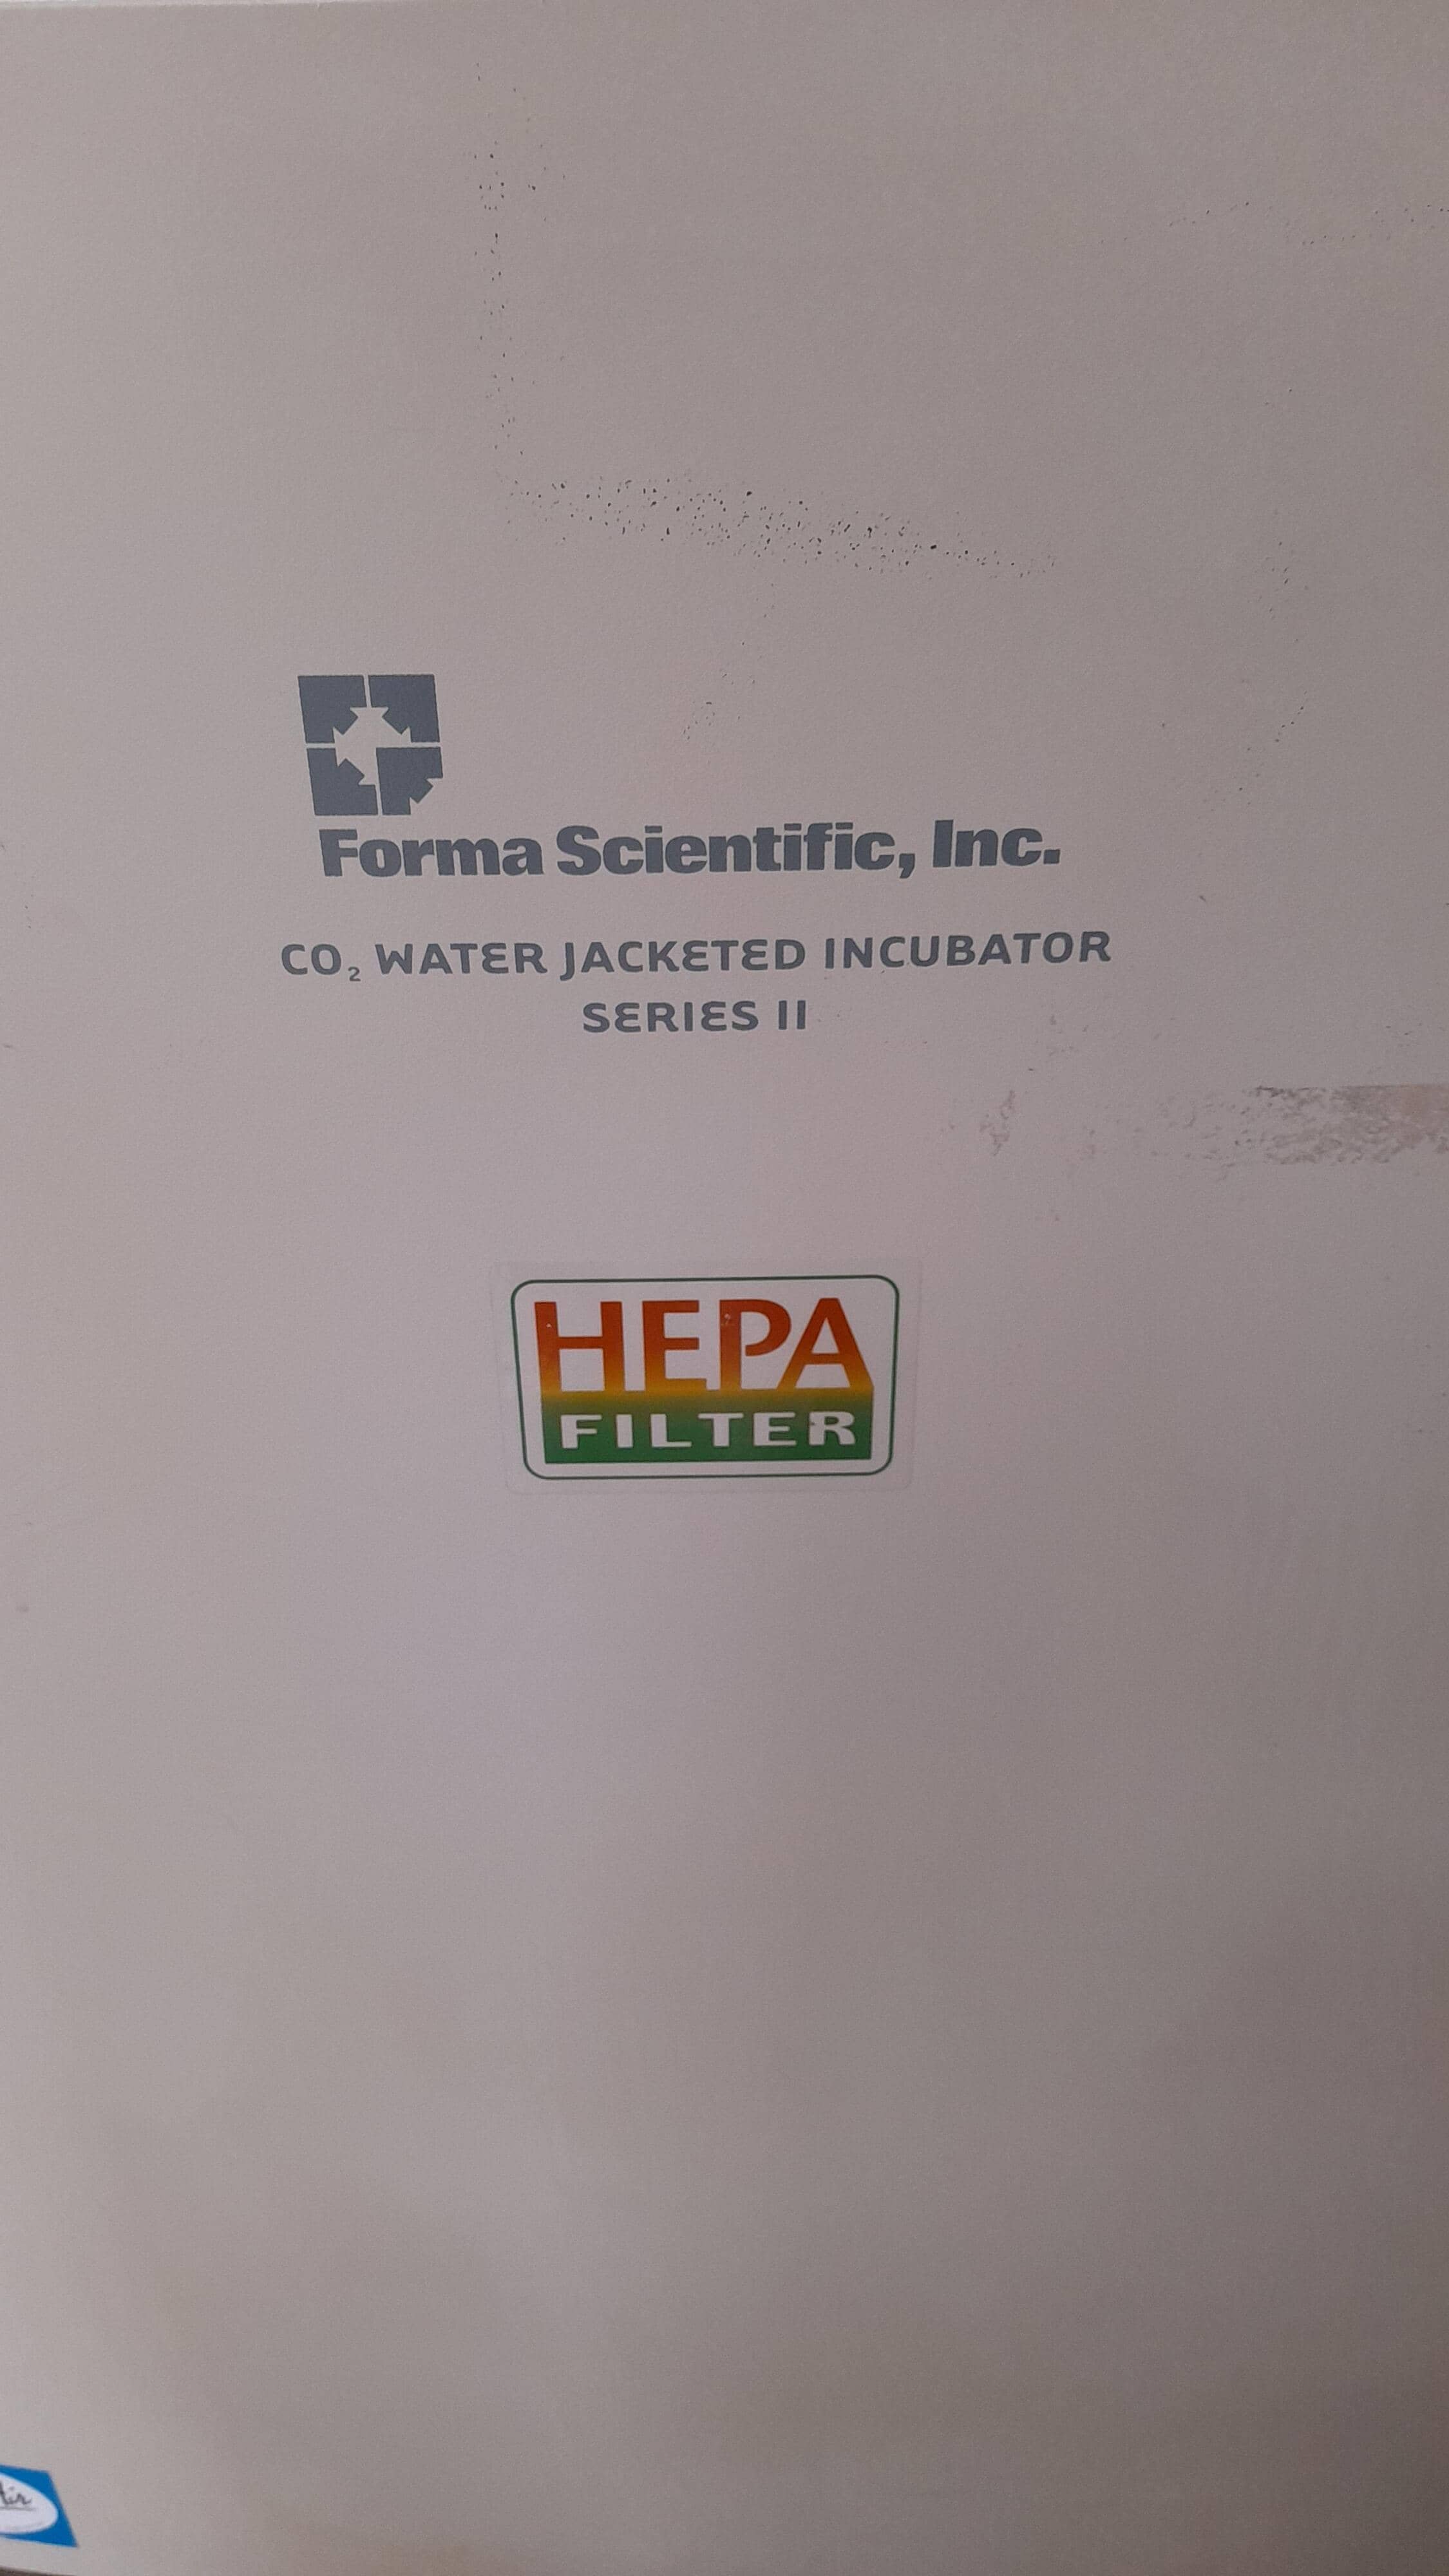 Forma Scientific, Inc.
CO₂ WATER JACKETED INCUBATOR
SERIES II
HEPA
FILTER